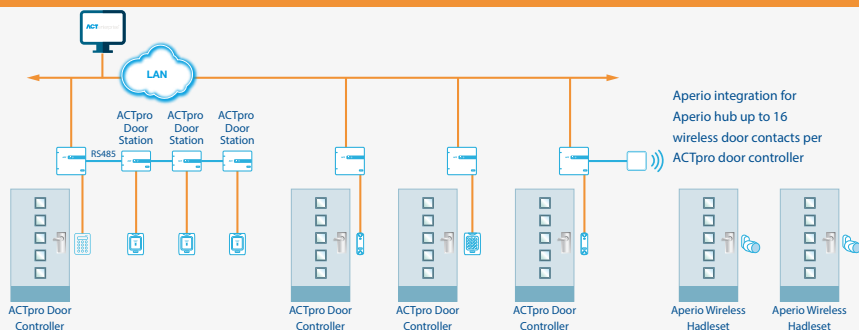 ACT
LAN
ACTpro
Door
Station
ACTpro
Door
Station
ACTpro
Door
Station
RS485
Aperio integration for
Aperio hub up to 16
wireless door contacts per
ACTpro door controller
ACTpro Door
Controller
ACTpro Door
Controller
ACTpro Door
Controller
ACTpro Door
Controller
Aperio Wireless
Hadleset
Aperio Wireless
Hadleset